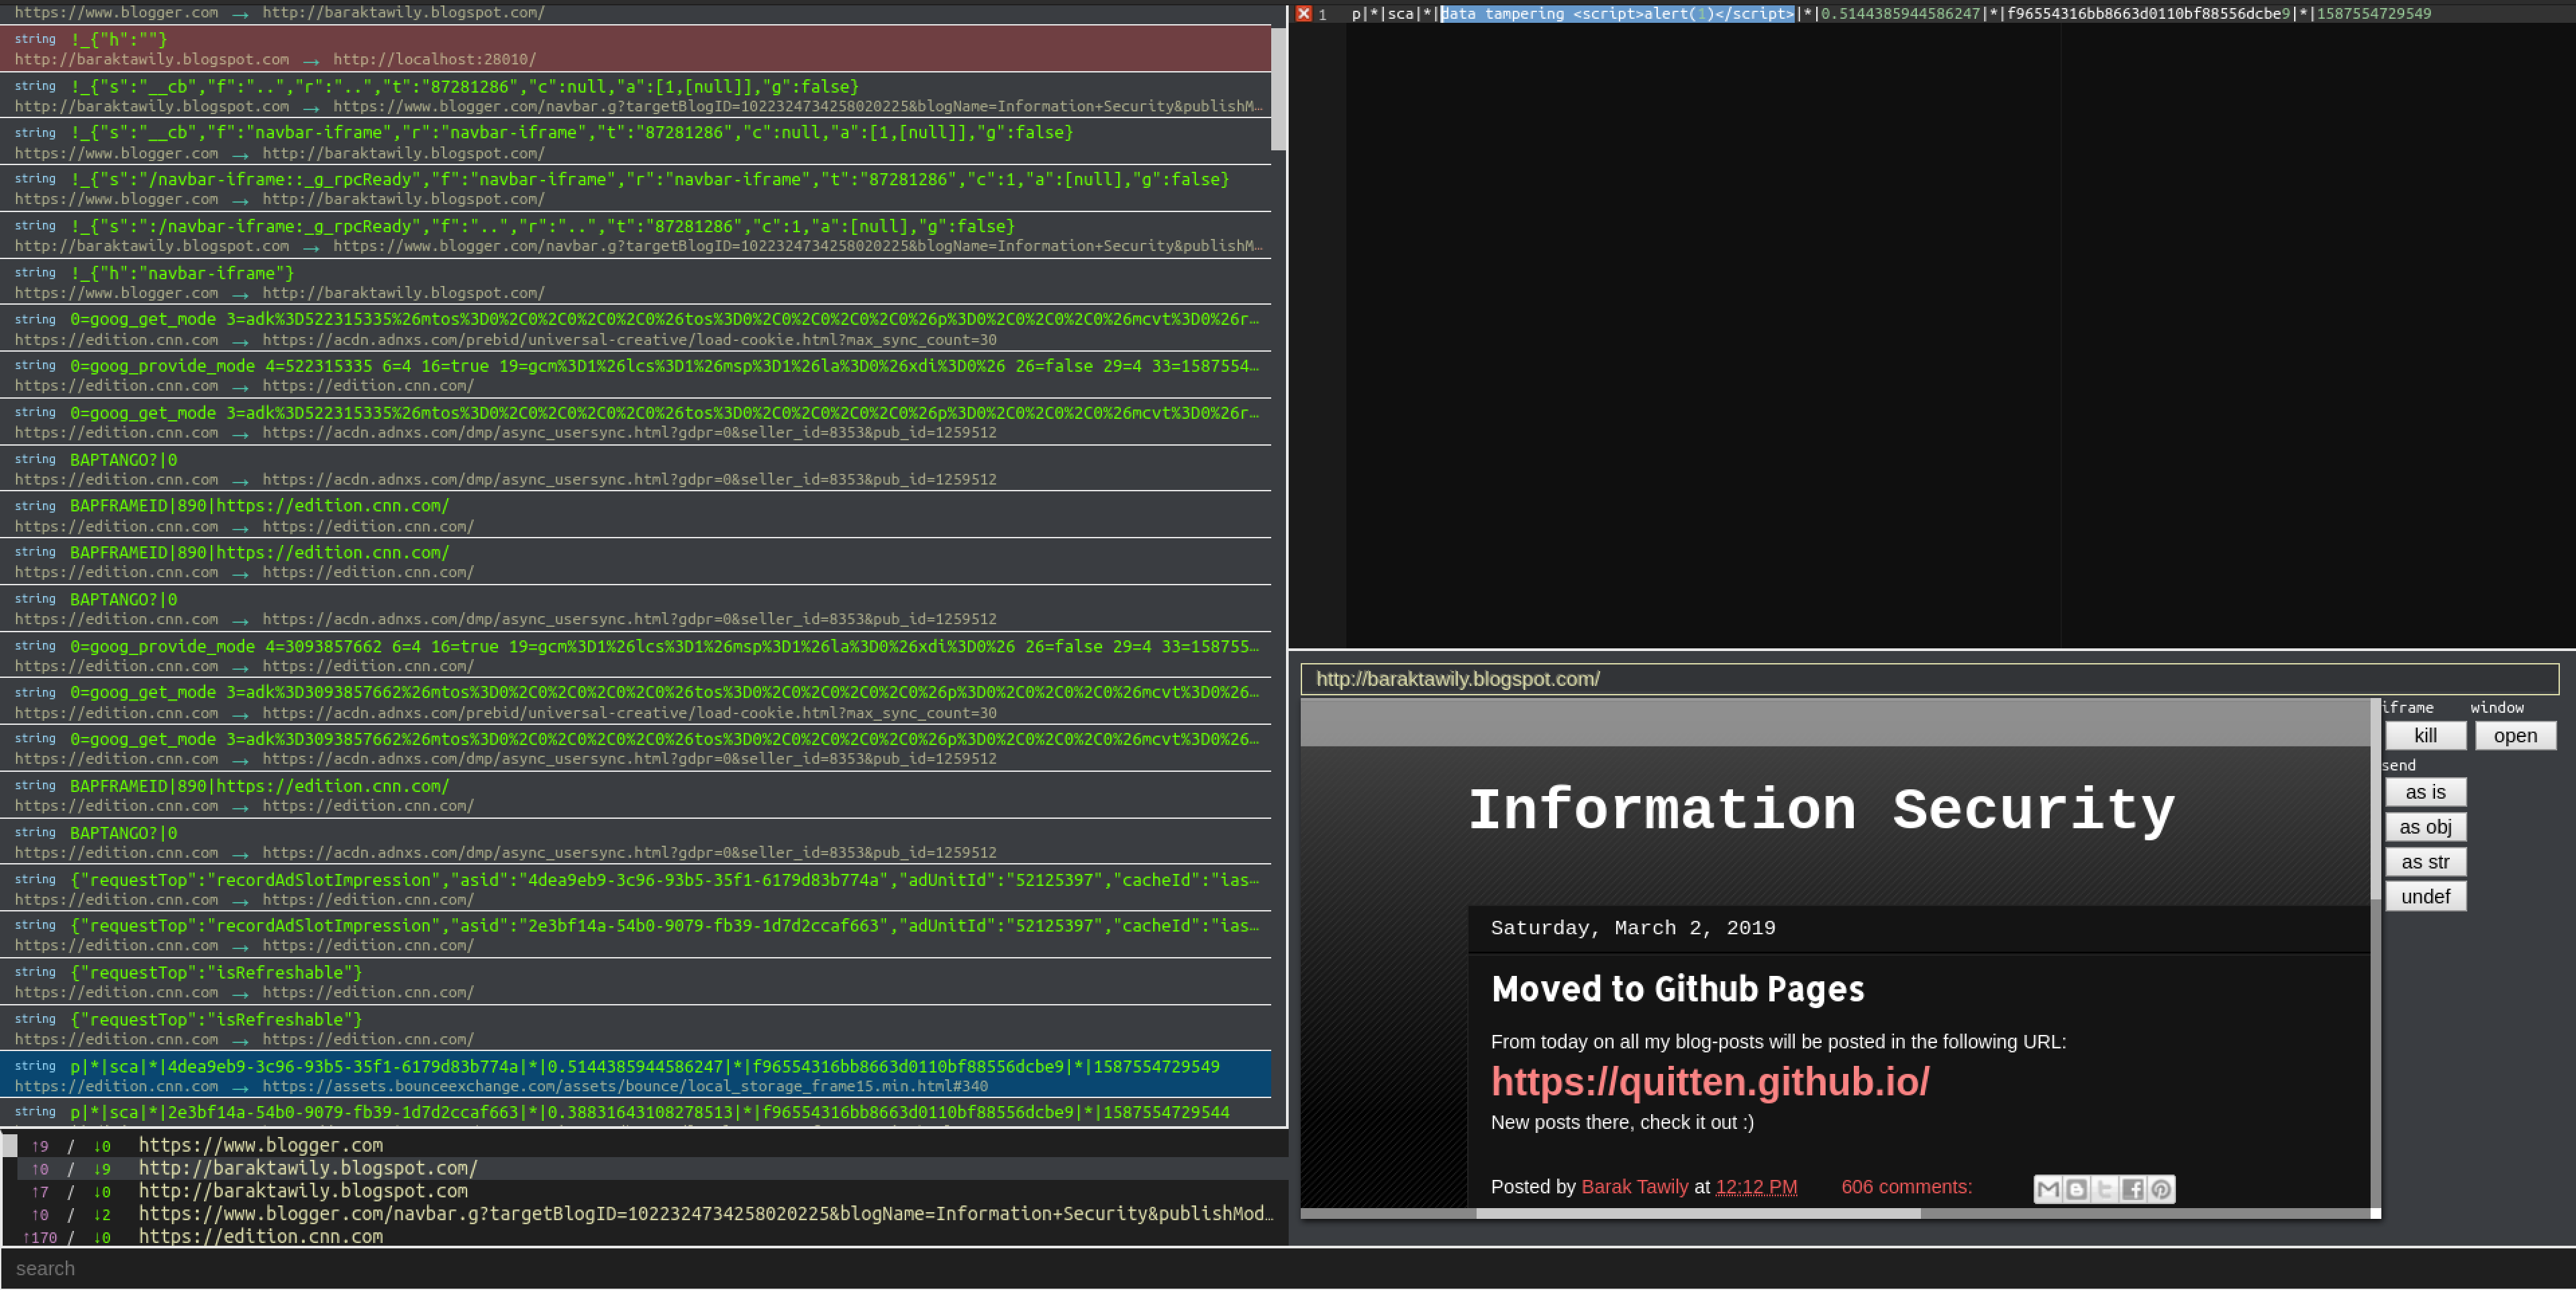 https://www.blogger.com → http://baraktawily.blogspot.com/
string !_{"h":""}
http://baraktawily.blogspot.com → http://localhost:28010/
string !_{"s":"__cb","f":"..","r":"..","t":"87281286","c":null,"a":[1,[null]],"g":false}
http://baraktawily.blogspot.com → https://www.blogger.com/navbar.g?targetBlogID=1022324734258020225&blogName=Information+Security&publishM…
string !_{"s":"__cb","f":"navbar-iframe","r":"navbar-iframe","t":"87281286","c":null,"a":[1,[null]],"g":false}
https://www.blogger.com → http://baraktawily.blogspot.com/
string !_{"s":"/navbar-iframe::_g_rpcReady","f":"navbar-iframe","r":"navbar-iframe","t":"87281286","c":1,"a":[null],"g":false}
https://www.blogger.com → http://baraktawily.blogspot.com/
string !_{"s":":/navbar-iframe:_g_rpcReady","f":"..","r":"..","t":"87281286","c":1,"a":[null],"g":false}
http://baraktawily.blogspot.com → https://www.blogger.com/navbar.g?targetBlogID=1022324734258020225&blogName=Information+Security&publishM…
string !_{"h":"navbar-iframe"}
https://www.blogger.com → http://baraktawily.blogspot.com/
string 0=goog_get_mode 3=adk%3D522315335%26mtos%3D0%2C0%2C0%2C0%2C0%26tos%3D0%2C0%2C0%2C0%2C0%26p%3D0%2C0%2C0%2C0%26mcvt%3D0%26r…
https://edition.cnn.com → https://acdn.adnxs.com/prebid/universal-creative/load-cookie.html?max_sync_count=30
string 0=goog_provide_mode 4=522315335 6=4 16=true 19=gcm%3D1%26lcs%3D1%26msp%3D1%26la%3D0%26xdi%3D0%26 26=false 29=4 33=1587554…
https://edition.cnn.com → https://edition.cnn.com/
string 0=goog_get_mode 3=adk%3D522315335%26mtos%3D0%2C0%2C0%2C0%2C0%26tos%3D0%2C0%2C0%2C0%2C0%26p%3D0%2C0%2C0%2C0%26mcvt%3D0%26r…
https://edition.cnn.com → https://acdn.adnxs.com/dmp/async_usersync.html?gdpr=0&seller_id=8353&pub_id=1259512
string BAPTANGO?|0
https://edition.cnn.com → https://acdn.adnxs.com/dmp/async_usersync.html?gdpr=0&seller_id=8353&pub_id=1259512
string BAPFRAMEID|890|https://edition.cnn.com/
https://edition.cnn.com → https://edition.cnn.com/
string BAPFRAMEID|890|https://edition.cnn.com/
https://edition.cnn.com → https://edition.cnn.com/
string BAPTANGO?|0
https://edition.cnn.com → https://acdn.adnxs.com/dmp/async_usersync.html?gdpr=0&seller_id=8353&pub_id=1259512
string 0=goog_provide_mode 4=3093857662 6=4 16=true 19=gcm%3D1%26lcs%3D1%26msp%3D1%26la%3D0%26xdi%3D0%26 26=false 29=4 33=158755…
https://edition.cnn.com → https://edition.cnn.com/
string 0=goog_get_mode 3=adk%3D3093857662%26mtos%3D0%2C0%2C0%2C0%2C0%26tos%3D0%2C0%2C0%2C0%2C0%26p%3D0%2C0%2C0%2C0%26mcvt%3D0%26…
https://edition.cnn.com → https://acdn.adnxs.com/prebid/universal-creative/load-cookie.html?max_sync_count=30
string 0=goog_get_mode 3=adk%3D3093857662%26mtos%3D0%2C0%2C0%2C0%2C0%26tos%3D0%2C0%2C0%2C0%2C0%26p%3D0%2C0%2C0%2C0%26mcvt%3D0%26…
https://edition.cnn.com → https://acdn.adnxs.com/dmp/async_usersync.html?gdpr=0&seller_id=8353&pub_id=1259512
string BAPFRAMEID|890|https://edition.cnn.com/
https://edition.cnn.com → https://edition.cnn.com/
string BAPTANGO?|0
https://edition.cnn.com → https://acdn.adnxs.com/dmp/async_usersync.html?gdpr=0&seller_id=8353&pub_id=1259512
string {"requestTop":"recordAdSlotImpression","asid":"4dea9eb9-3c96-93b5-35f1-6179d83b774a","adUnitId":"52125397","cacheId":"ias…
https://edition.cnn.com → https://edition.cnn.com/
string {"requestTop":"recordAdSlotImpression","asid":"2e3bf14a-54b0-9079-fb39-1d7d2ccaf663","adUnitId":"52125397","cacheId":"ias…
https://edition.cnn.com → https://edition.cnn.com/
string {"requestTop":"isRefreshable"}
https://edition.cnn.com → https://edition.cnn.com/
string {"requestTop":"isRefreshable"}
https://edition.cnn.com → https://edition.cnn.com/
string p|*|sca|*|4dea9eb9-3c96-93b5-35f1-6179d83b774a|*|0.5144385944586247|*|f96554316bb8663d0110bf88556dcbe9|*|1587554729549
https://edition.cnn.com → https://assets.bounceexchange.com/assets/bounce/local_storage_frame15.min.html#340
string p|*|sca|*|2e3bf14a-54b0-9079-fb39-1d7d2ccaf663|*|0.38831643108278513|*|f96554316bb8663d0110bf88556dcbe9|*|1587554729544
↑9 / ↓0 https://www.blogger.com
↑0 / ↓9 http://baraktawily.blogspot.com/
↑7 / ↓0 http://baraktawily.blogspot.com
↑0 / ↓2 https://www.blogger.com/navbar.g?targetBlogID=1022324734258020225&blogName=Information+Security&publishMod…
↑170 / ↓0 https://edition.cnn.com
search
1 p|*|sca|*|data tampering <script>alert(1)</script>|*|0.5144385944586247|*|f96554316bb8663d0110bf88556dcbe9|*|1587554729549
http://baraktawily.blogspot.com/
iframe window
kill open
send
as is
as obj
as str
undef
Information Security
Saturday, March 2, 2019
Moved to Github Pages
From today on all my blog-posts will be posted in the following URL:
https://quitten.github.io/
New posts there, check it out :)
Posted by Barak Tawily at 12:12 PM 606 comments: